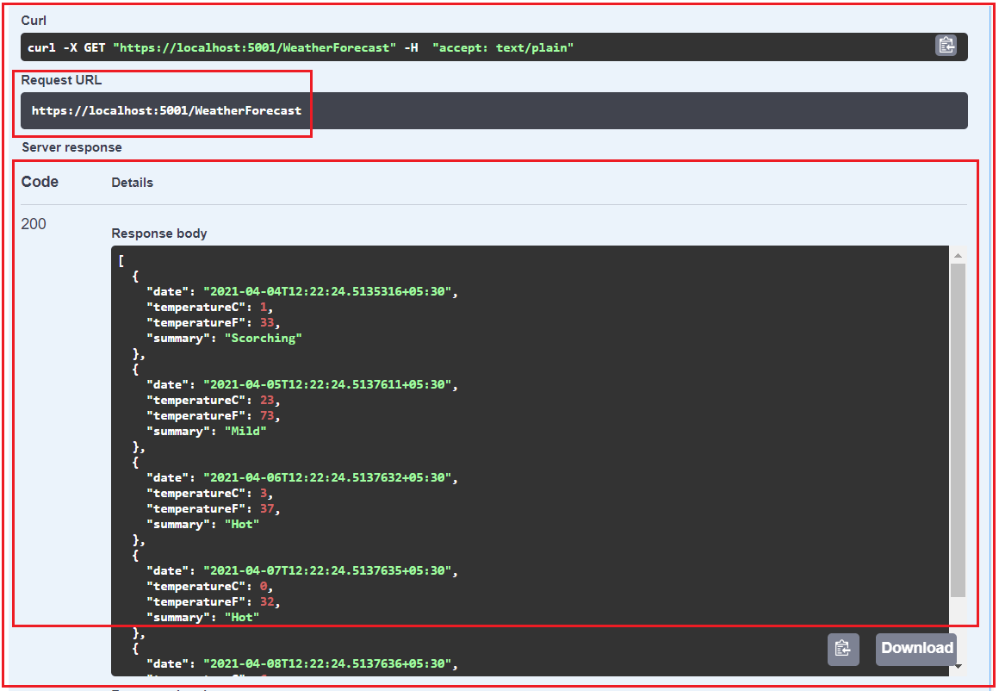 Curl
curl -X GET "https://localhost:5001/WeatherForecast" -H  "accept: text/plain"
Request URL
https://localhost:5001/WeatherForecast
Server response
Code Details
200
Response body
[
  {
    "date": "2021-04-04T12:22:24.5135316+05:30",
    "temperatureC": 1,
    "temperatureF": 33,
    "summary": "Scorching"
  },
  {
    "date": "2021-04-05T12:22:24.5137611+05:30",
    "temperatureC": 23,
    "temperatureF": 73,
    "summary": "Mild"
  },
  {
    "date": "2021-04-06T12:22:24.5137632+05:30",
    "temperatureC": 3,
    "temperatureF": 37,
    "summary": "Hot"
  },
  {
    "date": "2021-04-07T12:22:24.5137635+05:30",
    "temperatureC": 0,
    "temperatureF": 32,
    "summary": "Hot"
  },
  {
    "date": "2021-04-08T12:22:24.5137636+05:30",
Download